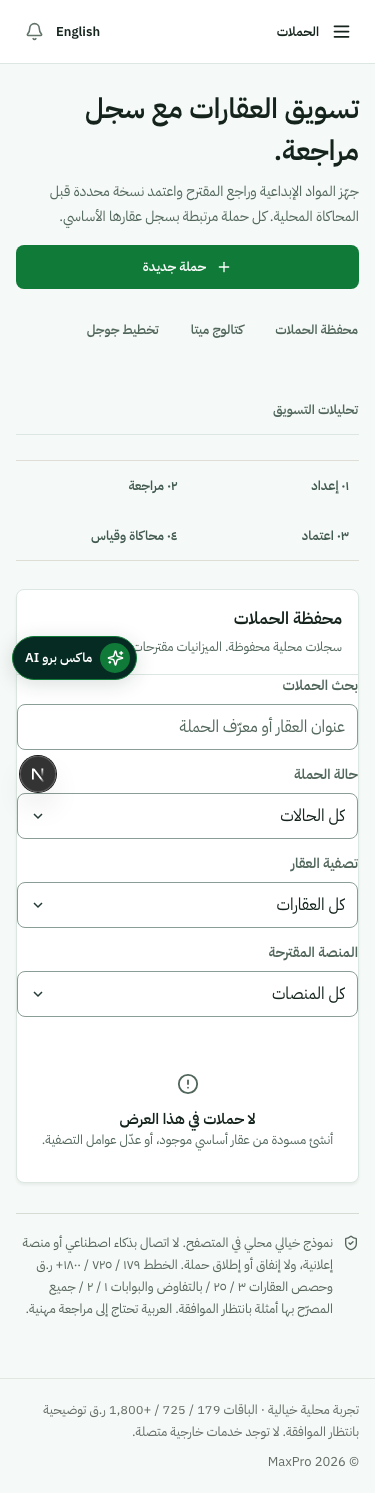 الحملات
English
تسويق العقارات مع سجل
مراجعة.
جهّز المواد الإبداعية وراجع المقترح واعتمد نسخة محددة قبل
المحاكاة المحلية. كل حملة مرتبطة بسجل عقارها الأساسي.
+ حملة جديدة
محفظة الحملات
كتالوج ميتا
تخطيط جوجل
تحليلات التسويق
٠١ إعداد
٠٢ مراجعة
٠٣ اعتماد
٠٤ محاكاة وقياس
محفظة الحملات
سجلات محلية محفوظة. الميزانيات مقترحات
ماكس برو AI
بحث الحملات
عنوان العقار أو معرّف الحملة
N
حالة الحملة
كل الحالات
تصفية العقار
كل العقارات
المنصة المقترحة
كل المنصات
لا حملات في هذا العرض
أنشئ مسودة من عقار أساسي موجود، أو عدّل عوامل التصفية.
نموذج خيالي محلي في المتصفح. لا اتصال بذكاء اصطناعي أو منصة
إعلانية، ولا إنفاق أو إطلاق حملة. الخطط ١٧٩ / ٧٢٥ / ١٨٠٠+ ر.ق
وحصص العقارات ٣ / ٢٥ / بالتفاوض والبوابات ١ / ٢ / جميع
المصرّح بها أمثلة بانتظار الموافقة. العربية تحتاج إلى مراجعة مهنية.
تجربة محلية خيالية · الباقات 179 / 725 / +1,800 ر.ق توضيحية
بانتظار الموافقة. لا توجد خدمات خارجية متصلة.
© 2026 MaxPro